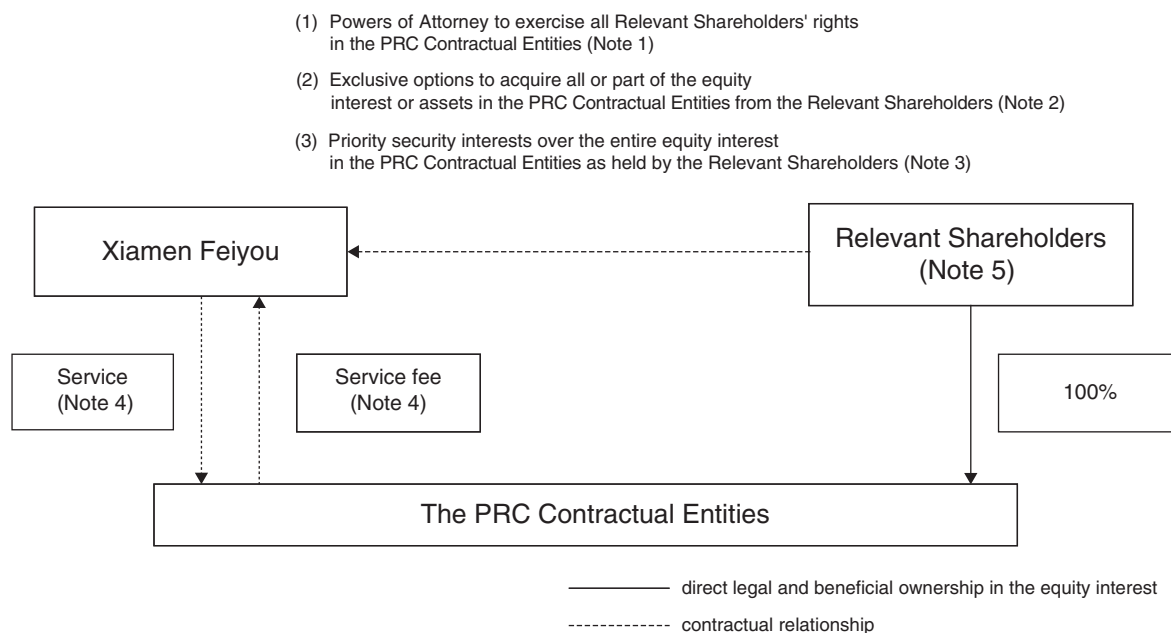 (1) Powers of Attorney to exercise all Relevant Shareholders' rights
in the PRC Contractual Entities (Note 1)
(2) Exclusive options to acquire all or part of the equity
interest or assets in the PRC Contractual Entities from the Relevant Shareholders (Note 2)
(3) Priority security interests over the entire equity interest
in the PRC Contractual Entities as held by the Relevant Shareholders (Note 3)
Xiamen Feiyou
Relevant Shareholders
(Note 5)
Service
(Note 4)
Service fee
(Note 4)
100%
The PRC Contractual Entities
direct legal and beneficial ownership in the equity interest
contractual relationship